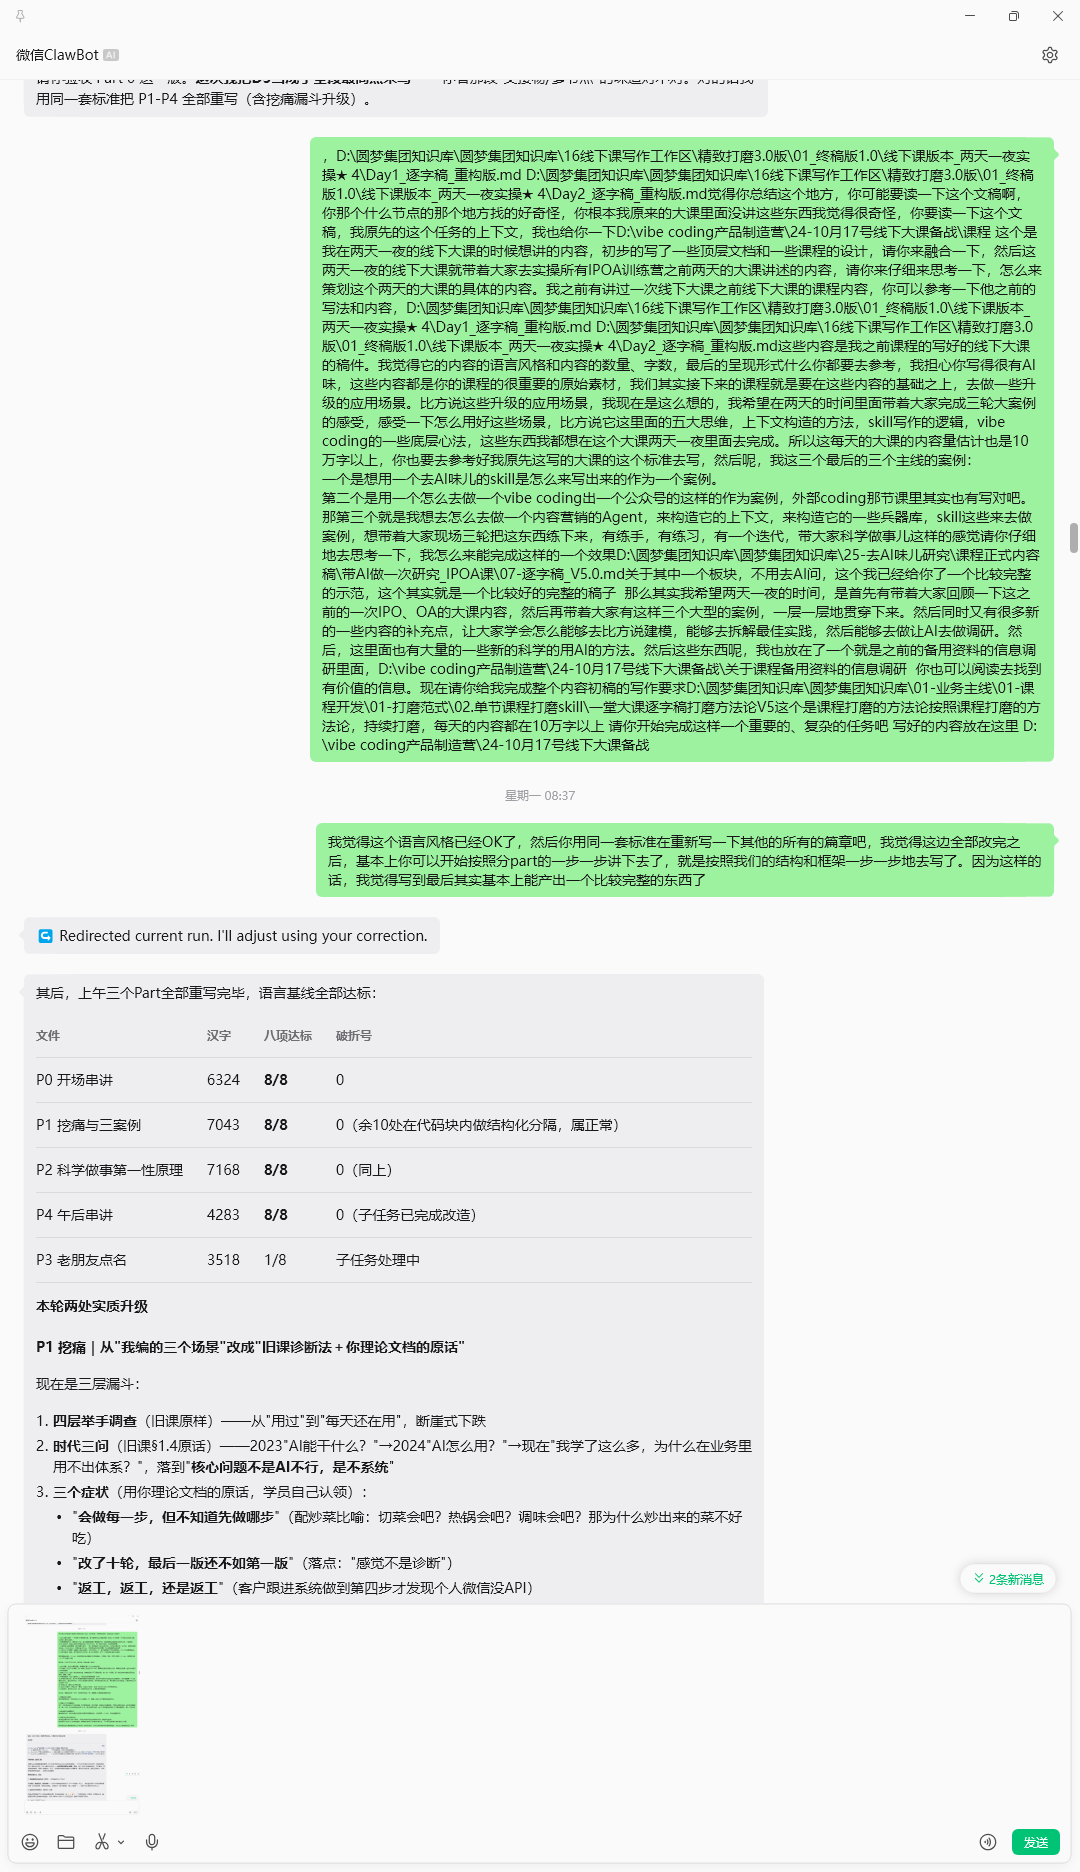 微信ClawBot AI
用同一套标准把 P1-P4 全部重写（含挖痛漏斗升级）。
，D:\圆梦集团知识库\圆梦集团知识库\16线下课写作工作区\精致打磨3.0版\01_终稿版1.0\线下课版本_两天一夜实
操★ 4\Day1_逐字稿_重构版.md D:\圆梦集团知识库\圆梦集团知识库\16线下课写作工作区\精致打磨3.0版\01_终稿
版1.0\线下课版本_两天一夜实操★ 4\Day2_逐字稿_重构版.md觉得你总结这个地方，你可能要读一下这个文稿啊，
你那个什么节点的那个地方找的好奇怪，你根本我原来的大课里面没讲这些东西我觉得很奇怪，你要读一下这个文
稿，我原先的这个任务的上下文，我也给你一下D:\vibe coding产品制造营\24-10月17号线下大课备战\课程 这个是
我在两天一夜的线下大课的时候想讲的内容，初步的写了一些顶层文档和一些课程的设计，请你来融合一下，然后这
两天一夜的线下大课就带着大家去实操所有IPOA训练营之前两天的大课讲述的内容，请你来仔细来思考一下，怎么来
策划这个两天的大课的具体的内容。我之前有讲过一次线下大课之前线下大课的课程内容，你可以参考一下他之前的
写法和内容，D:\圆梦集团知识库\圆梦集团知识库\16线下课写作工作区\精致打磨3.0版\01_终稿版1.0\线下课版本_
两天一夜实操★ 4\Day1_逐字稿_重构版.md D:\圆梦集团知识库\圆梦集团知识库\16线下课写作工作区\精致打磨3.0
版\01_终稿版1.0\线下课版本_两天一夜实操★ 4\Day2_逐字稿_重构版.md这些内容是我之前课程的写好的线下大课
的稿件。我觉得它的内容的语言风格和内容的数量、字数，最后的呈现形式什么你都要去参考，我担心你写得很有AI
味，这些内容都是你的课程的很重要的原始素材，我们其实接下来的课程就是要在这些内容的基础之上，去做一些升
级的应用场景。比方说这些升级的应用场景，我现在是这么想的，我希望在两天的时间里面带着大家完成三轮大案例
的感受，感受一下怎么用好这些场景，比方说它这里面的五大思维，上下文构造的方法，skill写作的逻辑，vibe
coding的一些底层心法，这些东西我都想在这个大课两天一夜里面去完成。所以这每天的大课的内容量估计也是10
万字以上，你也要去参考好我原先这写的大课的这个标准去写，然后呢，我这三个最后的三个主线的案例：
一个是想用一个去AI味儿的skill是怎么来写出来的作为一个案例。
第二个是用一个怎么去做一个vibe coding出一个公众号的这样的作为案例，外部coding那节课里其实也有写对吧。
那第三个就是我想去怎么去做一个内容营销的Agent，来构造它的上下文，来构造它的一些兵器库，skill这些来去做
案例，想带着大家现场三轮把这东西练下来，有练手，有练习，有一个迭代，带大家科学做事儿这样的感觉请你仔细
地去思考一下，我怎么来能完成这样的一个效果D:\圆梦集团知识库\圆梦集团知识库\25-去AI味儿研究\课程正式内容
稿\带AI做一次研究_IPOA课\07-逐字稿_V5.0.md关于其中一个板块，不用去AI问，这个我已经给你了一个比较完整
的示范，这个其实就是一个比较好的完整的稿子  那么其实我希望两天一夜的时间，是首先有带着大家回顾一下这之
前的一次IPO、OA的大课内容，然后再带着大家有这样三个大型的案例，一层一层地贯穿下来。然后同时又有很多新
的一些内容的补充点，让大家学会怎么能够去比方说建模，能够去拆解最佳实践，然后能够去做让AI去做调研。然
后，这里面也有大量的一些新的科学的用AI的方法。然后这些东西呢，我也放在了一个就是之前的备用资料的信息调
研里面，D:\vibe coding产品制造营\24-10月17号线下大课备战\关于课程备用资料的信息调研  你也可以阅读去找到
有价值的信息。现在请你给我完成整个内容初稿的写作要求D:\圆梦集团知识库\圆梦集团知识库\01-业务主线\01-课
程开发\01-打磨范式\02.单节课程打磨skill\一堂大课逐字稿打磨方法论V5这个是课程打磨的方法论按照课程打磨的方
法论，持续打磨，每天的内容都在10万字以上 请你开始完成这样一个重要的、复杂的任务吧 写好的内容放在这里 D:
\vibe coding产品制造营\24-10月17号线下大课备战
星期一 08:37
我觉得这个语言风格已经OK了，然后你用同一套标准在重新写一下其他的所有的篇章吧，我觉得这边全部改完之
后，基本上你可以开始按照分part的一步一步讲下去了，就是按照我们的结构和框架一步一步地去写了。因为这样的
话，我觉得写到最后其实基本上能产出一个比较完整的东西了
Redirected current run. I'll adjust using your correction.
其后，上午三个Part全部重写完毕，语言基线全部达标：
文件 汉字 八项达标 破折号
P0 开场串讲 6324 8/8 0
P1 挖痛与三案例 7043 8/8 0（余10处在代码块内做结构化分隔，属正常）
P2 科学做事第一性原理 7168 8/8 0（同上）
P4 午后串讲 4283 8/8 0（子任务已完成改造）
P3 老朋友点名 3518 1/8 子任务处理中
本轮两处实质升级
P1 挖痛 | 从"我编的三个场景"改成"旧课诊断法 + 你理论文档的原话"
现在是三层漏斗：
1. 四层举手调查（旧课原样）——从"用过"到"每天还在用"，断崖式下跌
2. 时代三问（旧课§1.4原话）——2023"AI能干什么？"→2024"AI怎么用？"→现在"我学了这么多，为什么在业务里
用不出体系？"，落到"核心问题不是AI不行，是不系统"
3. 三个症状（用你理论文档的原话，学员自己认领）：
• "会做每一步，但不知道先做哪步"（配炒菜比喻：切菜会吧？热锅会吧？调味会吧？那为什么炒出来的菜不好
吃）
• "改了十轮，最后一版还不如第一版"（落点："感觉不是诊断"）
• "返工，返工，还是返工"（客户跟进系统做到第四步才发现个人微信没API）
2条新消息
发送